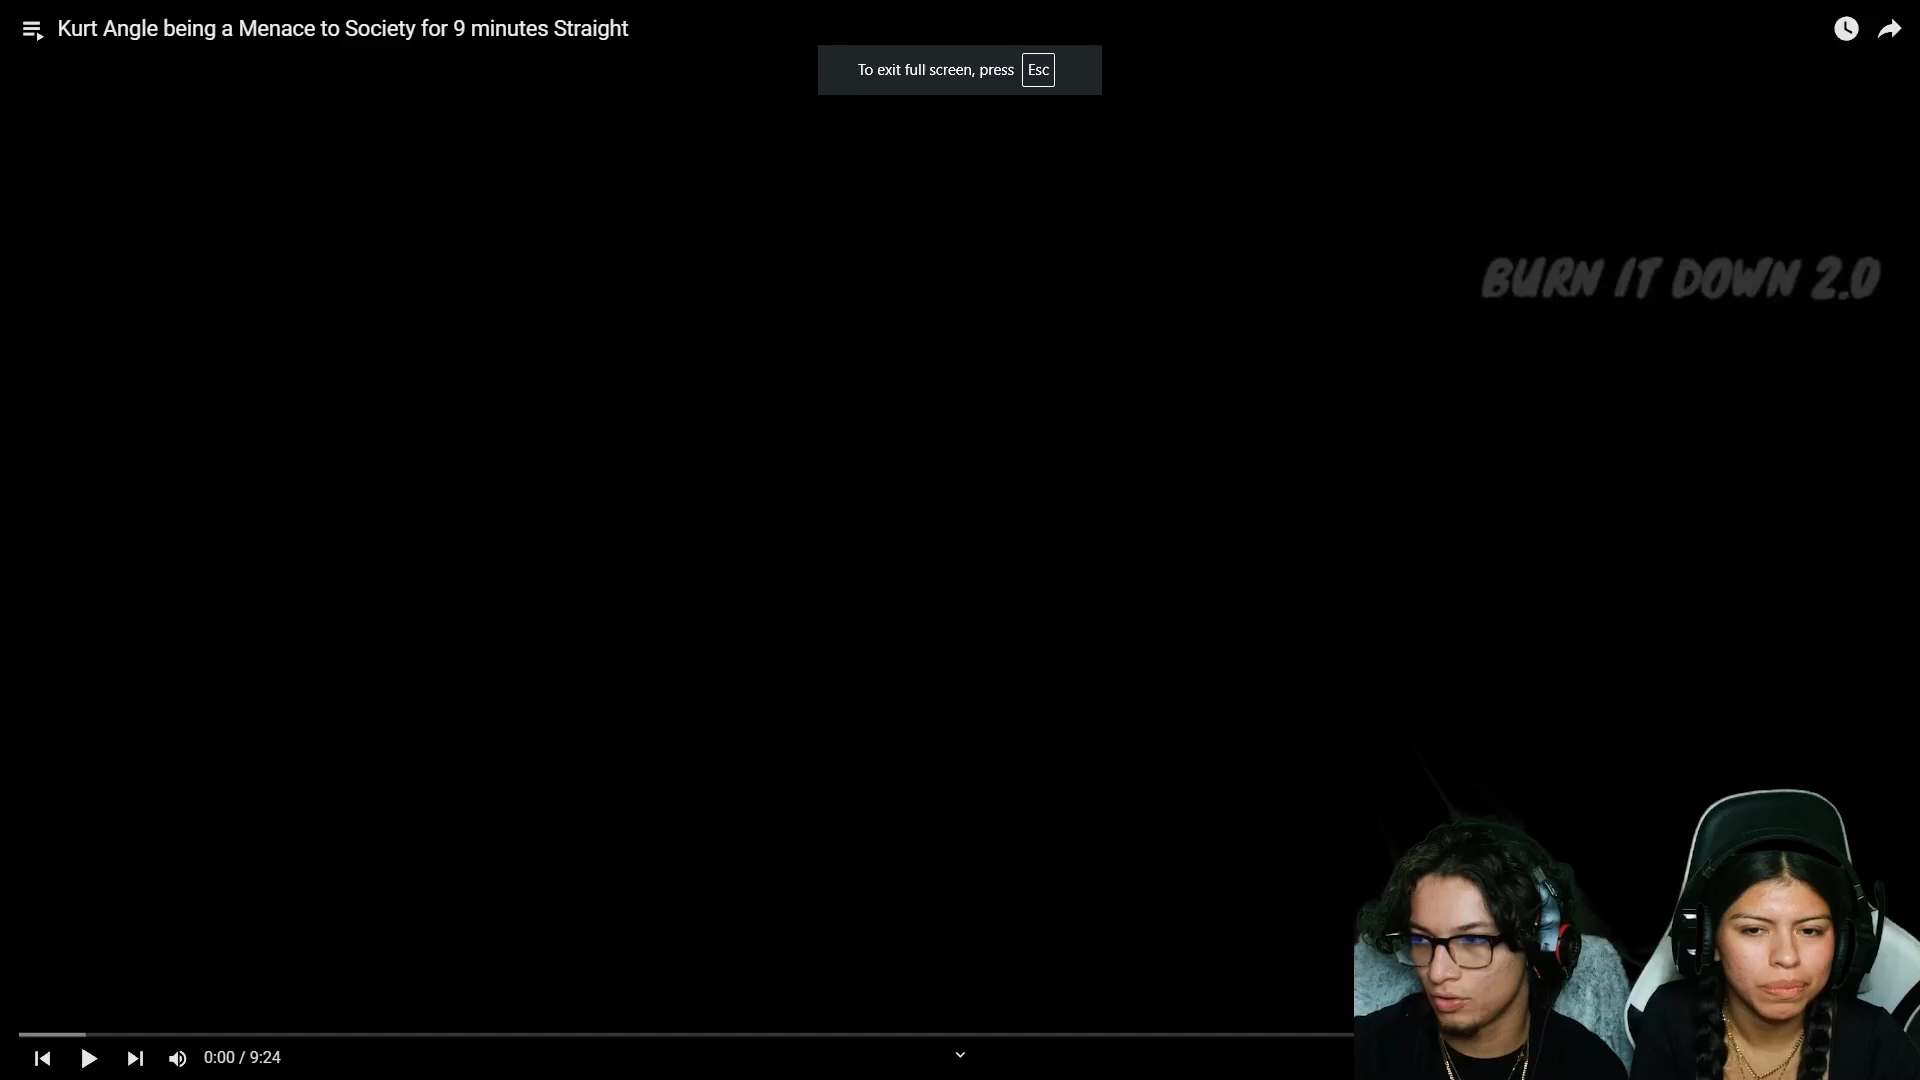 Kurt Angle being a Menace to Society for 9 minutes Straight
To exit full screen, press Esc
BURN IT DOWN 2.0
0:00 / 9:24